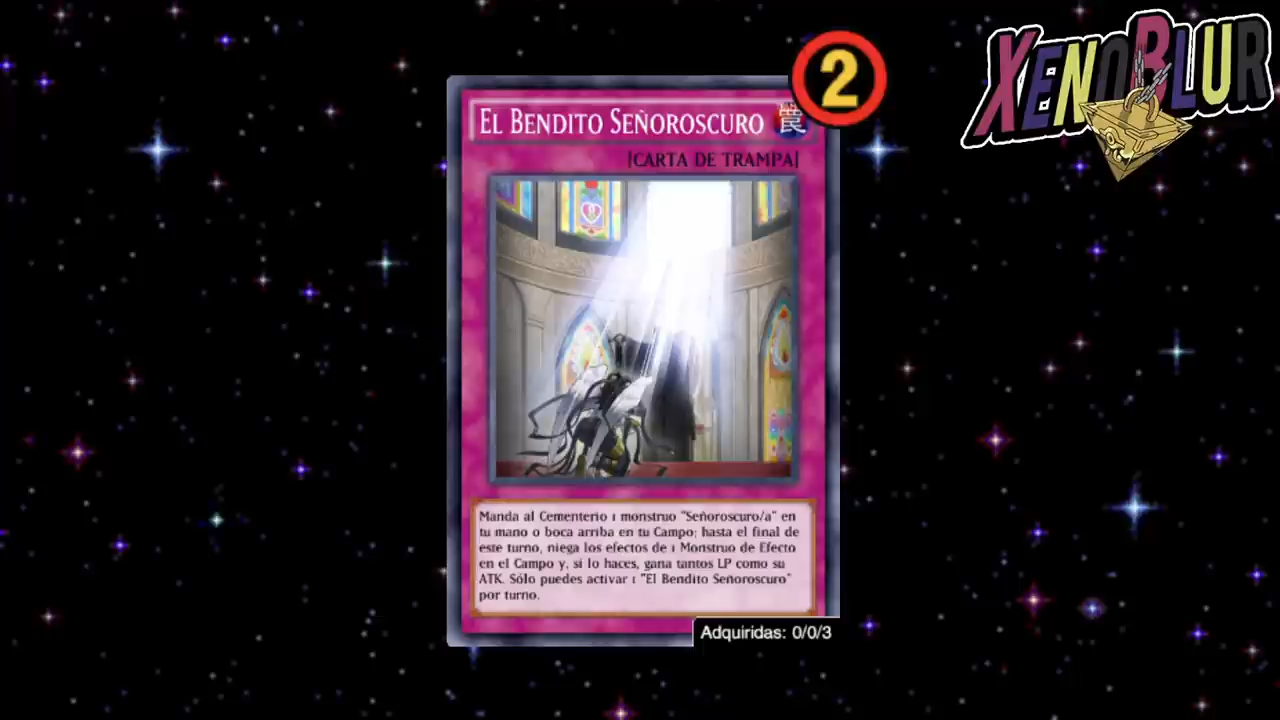 XENOBLUR
2
EL BENDITO SEÑOROSCURO
罠
[CARTA DE TRAMPA]
Manda al Cementerio 1 monstruo "Señoroscuro/a" en
tu mano o boca arriba en tu Campo; hasta el final de
este turno, niega los efectos de 1 Monstruo de Efecto
en el Campo y, si lo haces, gana tantos LP como su
ATK. Sólo puedes activar 1 "El Bendito Señoroscuro"
por turno.
Adquiridas: 0/0/3